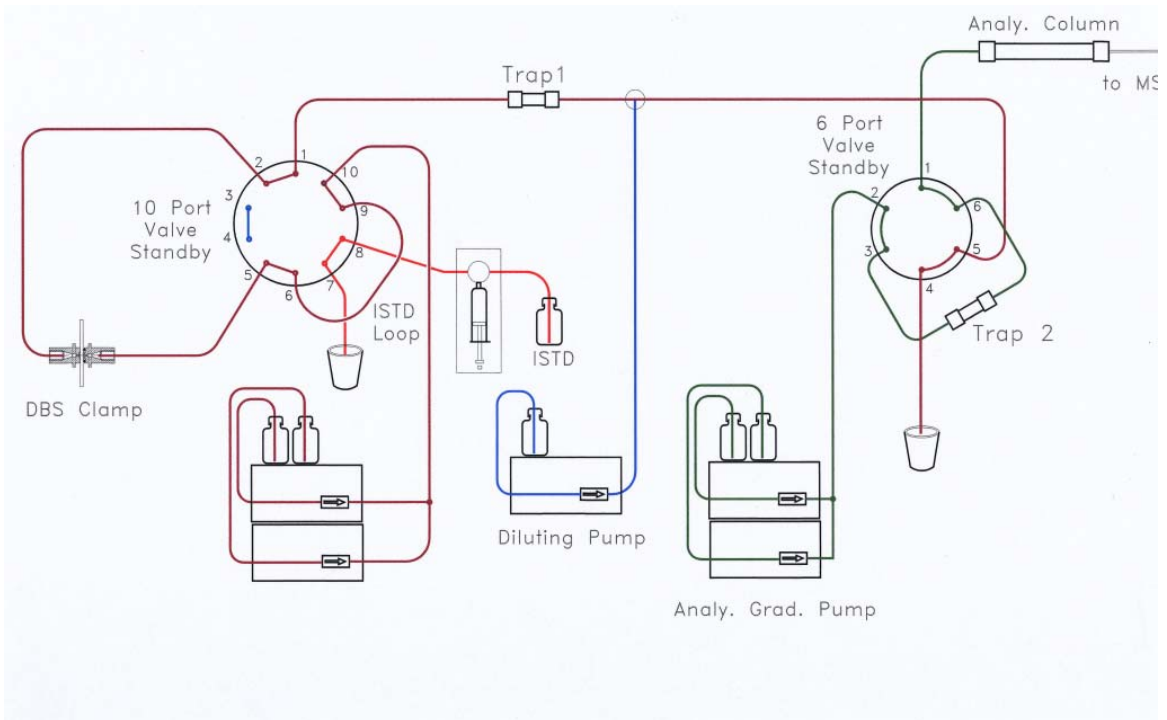 Analy. Column
to MS
Trap1
6 Port
Valve
Standby
1
2
3
4
5
6
10 Port
Valve
Standby
1
2
3
4
5
6
7
8
9
10
ISTD
Loop
ISTD
Trap 2
DBS Clamp
Diluting Pump
Analy. Grad. Pump